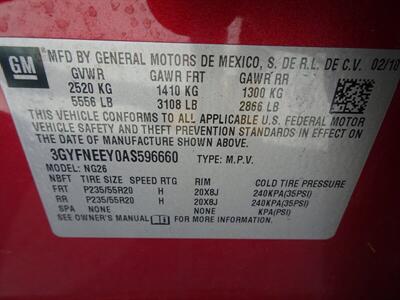 GM
MFD BY GENERAL MOTORS DE MEXICO, S. DE R.L. DE C.V. 02/10
GVWR GAWR FRT GAWR RR
2520 KG 1410 KG 1300 KG
5556 LB 3108 LB 2866 LB
THIS VEHICLE CONFORMS TO ALL APPLICABLE U.S. FEDERAL MOTOR
VEHICLE SAFETY, BUMPER, AND THEFT PREVENTION STANDARDS IN EFFECT ON
THE DATE OF MANUFACTURE SHOWN ABOVE.
3GYFNEEY0AS596660 TYPE: M.P.V.
MODEL: NG26
NBFT TIRE SIZE SPEED RTG RIM COLD TIRE PRESSURE
FRT P235/55R20 H 20X8J 240KPA(35PSI)
RR P235/55R20 H 20X8J 240KPA(35PSI)
SPA NONE NONE KPA(PSI)
SEE OWNER'S MANUAL FOR MORE INFORMATION.